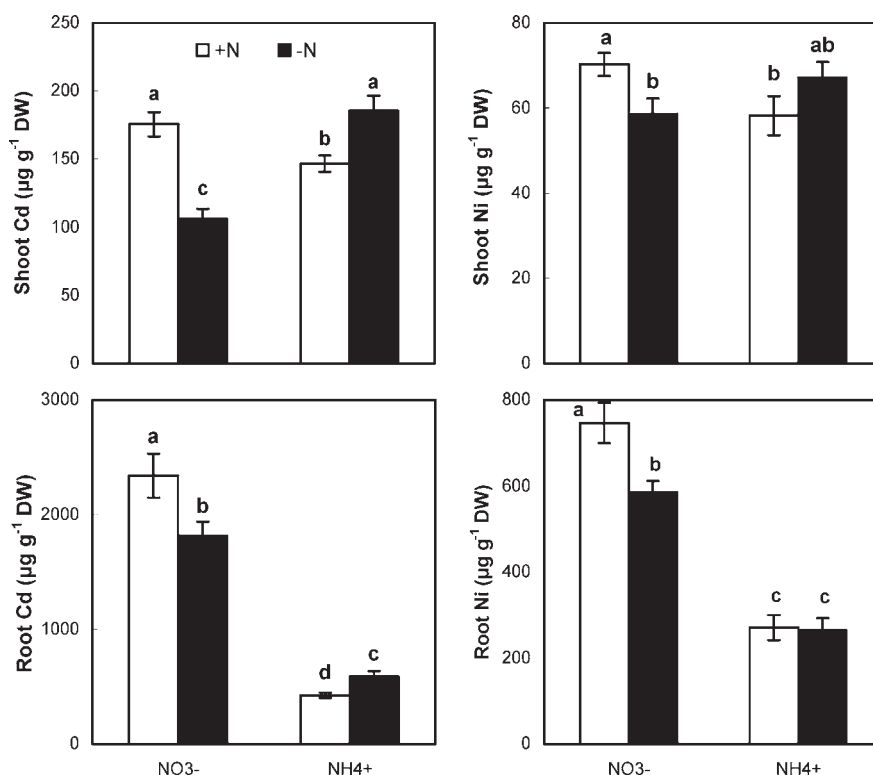 250
200
150
100
50
0
Shoot Cd (µg g⁻¹ DW)
+N -N
a
c
b
a
80
60
40
20
0
Shoot Ni (µg g⁻¹ DW)
a
b
b
ab
3000
2000
1000
0
Root Cd (µg g⁻¹ DW)
a
b
d
c
NO3- NH4+
800
600
400
200
0
Root Ni (µg g⁻¹ DW)
a
b
c
c
NO3- NH4+